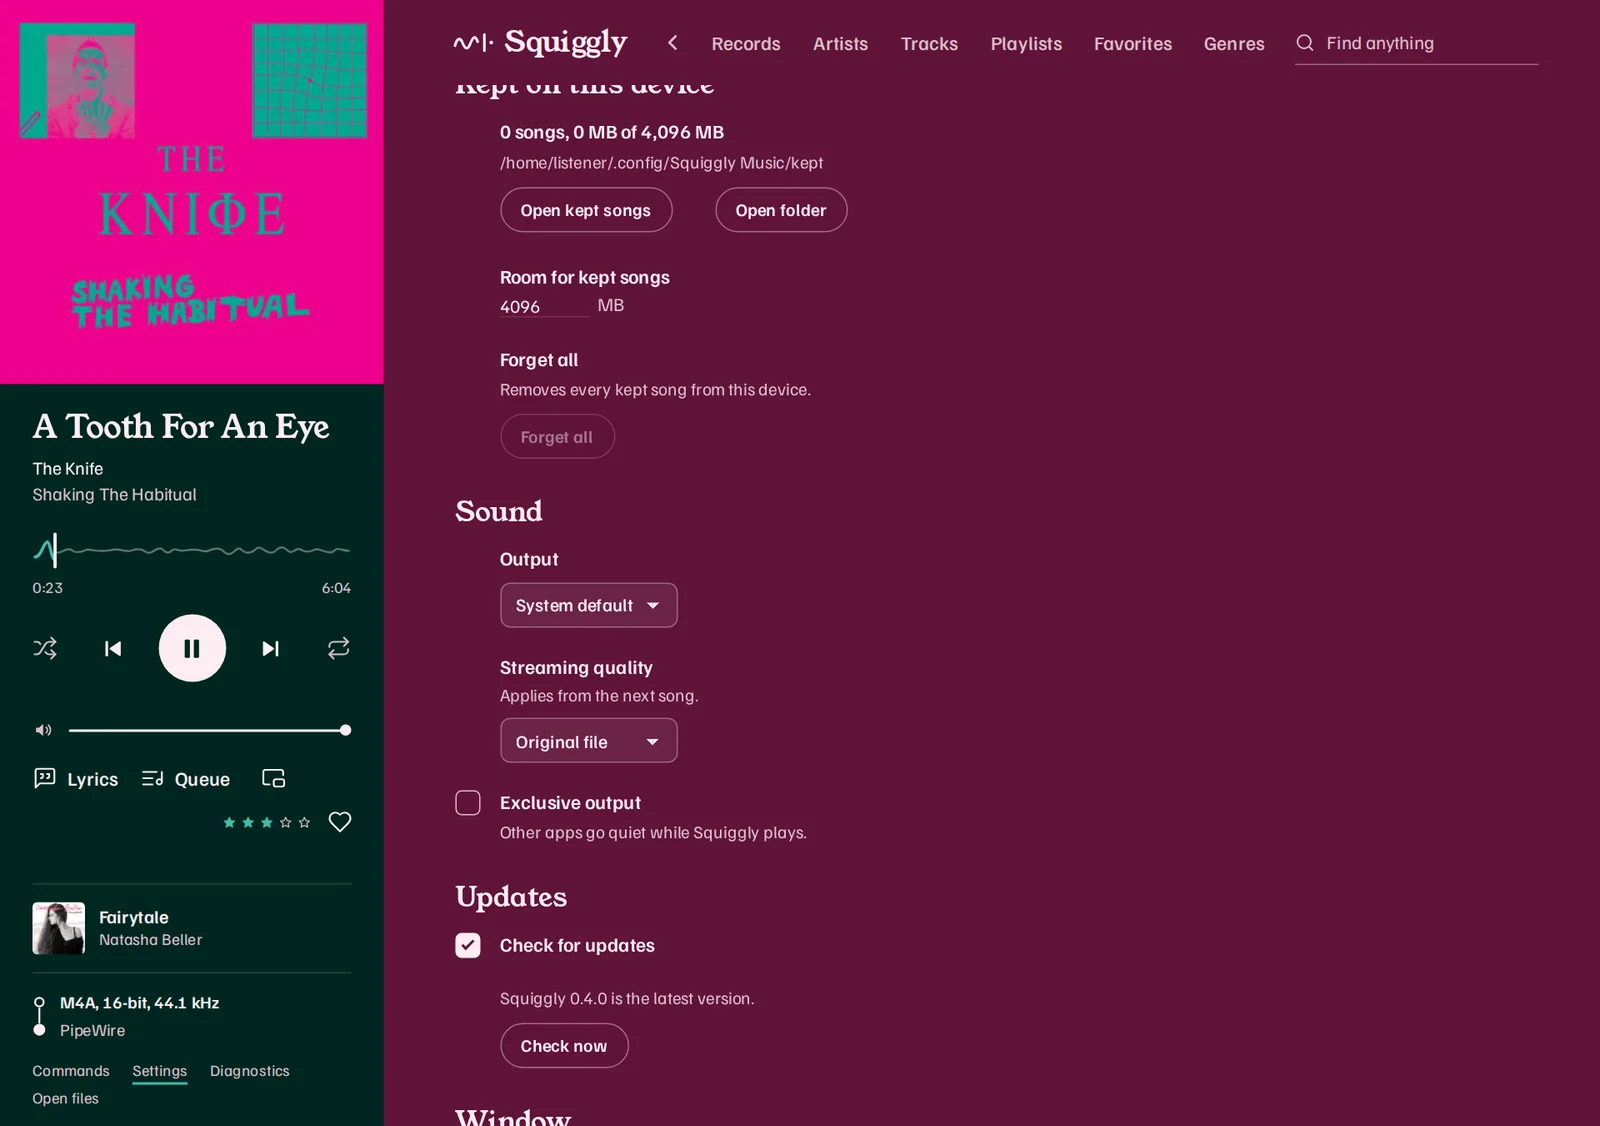 THE
KNIΦE
SHAKING
THE HABITUAL
A Tooth For An Eye
The Knife
Shaking The Habitual
0:23
6:04
Lyrics
Queue
Fairytale
Natasha Beller
M4A, 16-bit, 44.1 kHz
PipeWire
Commands
Settings
Diagnostics
Open files
Squiggly
Records
Artists
Tracks
Playlists
Favorites
Genres
Find anything
Kept on this device
0 songs, 0 MB of 4,096 MB
/home/listener/.config/Squiggly Music/kept
Open kept songs
Open folder
Room for kept songs
4096 MB
Forget all
Removes every kept song from this device.
Forget all
Sound
Output
System default
Streaming quality
Applies from the next song.
Original file
Exclusive output
Other apps go quiet while Squiggly plays.
Updates
Check for updates
Squiggly 0.4.0 is the latest version.
Check now
Window